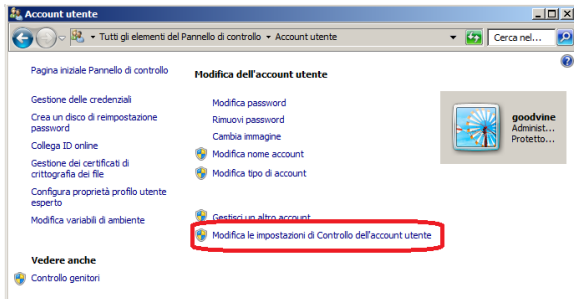 Account utente
Tutti gli elementi del Pannello di controllo
Account utente
Cerca nel...
Pagina iniziale Pannello di controllo
Gestione delle credenziali
Crea un disco di reimpostazione
password
Collega ID online
Gestione dei certificati di
crittografia dei file
Configura proprietà profilo utente
esperto
Modifica variabili di ambiente
Vedere anche
Controllo genitori
Modifica dell'account utente
Modifica password
Rimuovi password
Cambia immagine
Modifica nome account
Modifica tipo di account
Gestisci un altro account
Modifica le impostazioni di Controllo dell'account utente
goodvine
Administ...
Protetto...